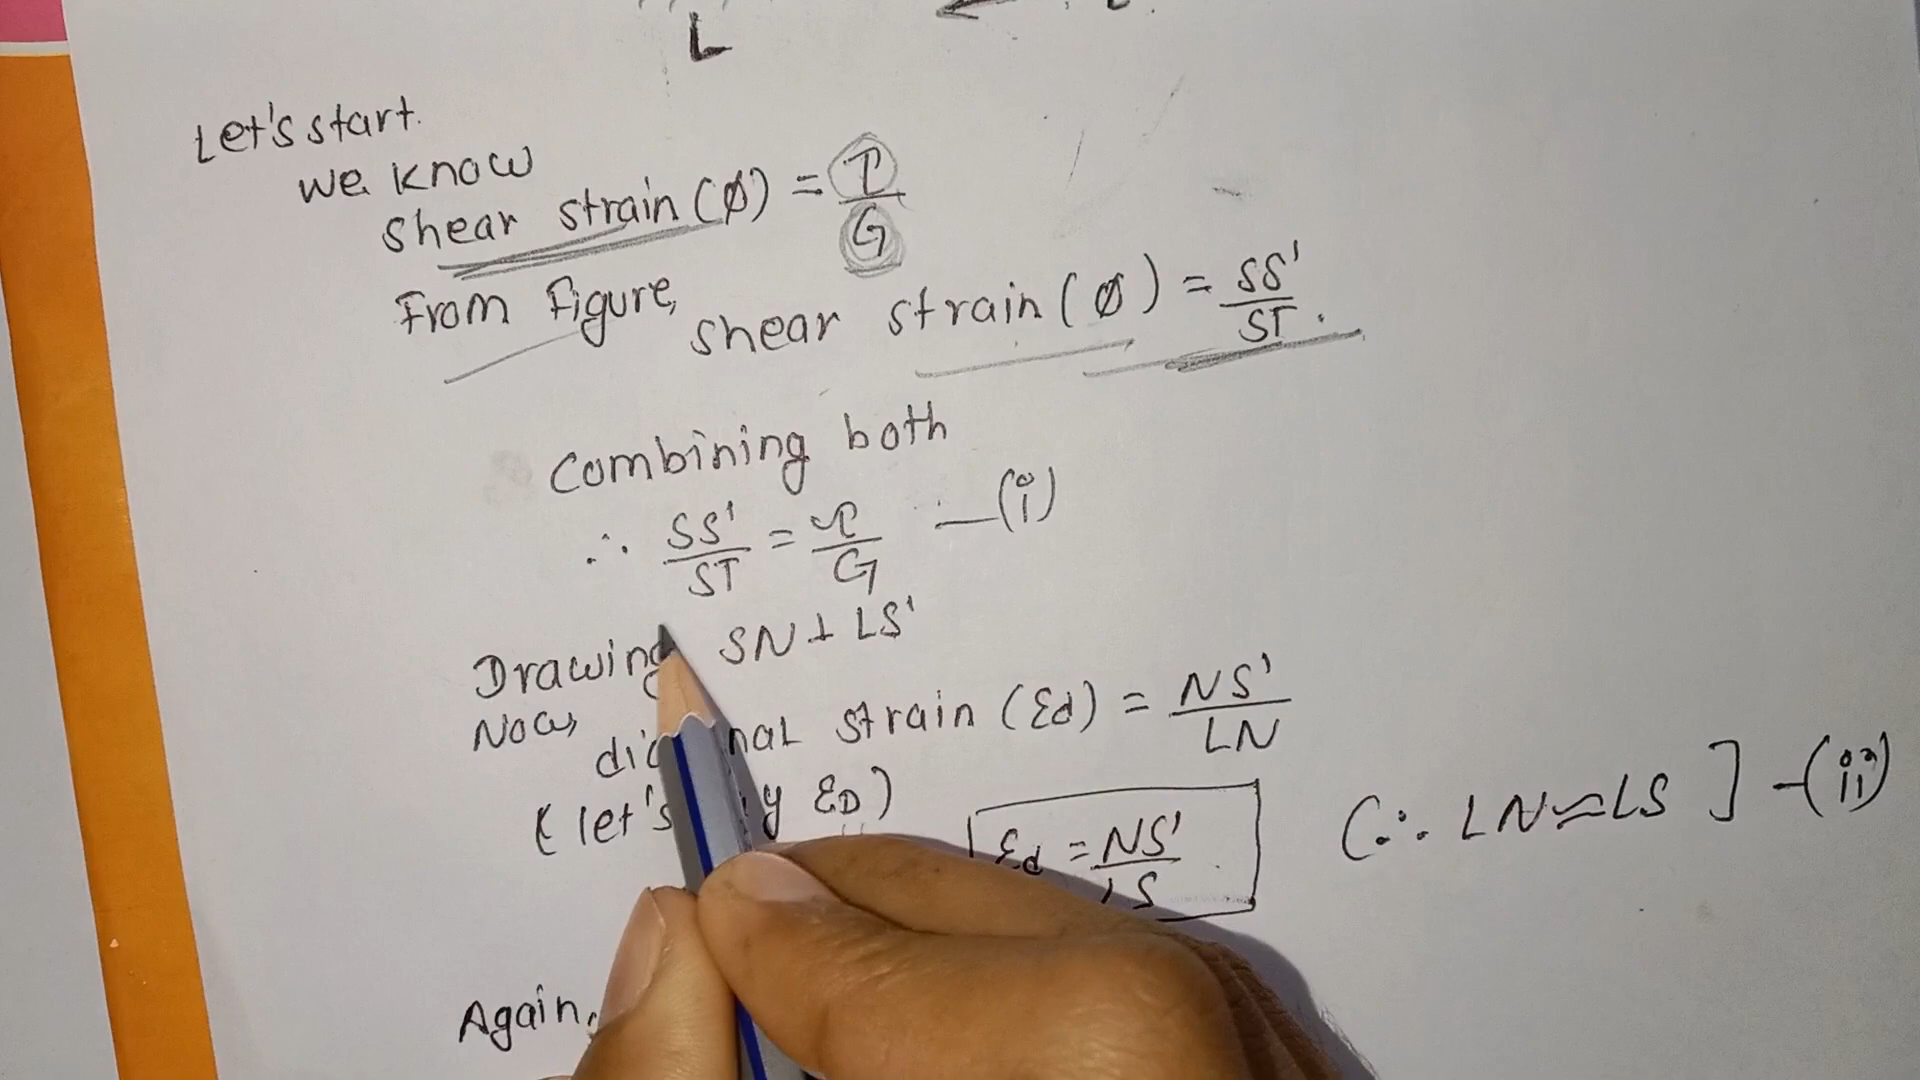 L
Let's start.
we know
shear strain (Ø) = τ/G
From figure,
shear strain (Ø) = SS'/ST.
combining both
∴ SS'/ST = τ/G —(i)
Drawing SN ⊥ LS'
Now,
nal strain (εd) = NS'/LN
(let's y εD)
εd = NS'/LS (∴ LN ≃ LS ] —(ii)
Again,